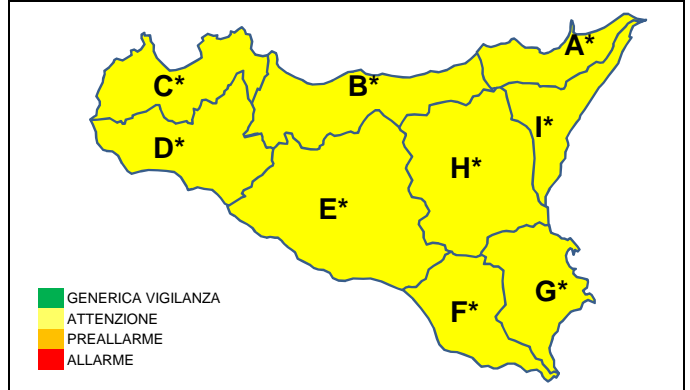 A*
C*
B*
I*
D*
H*
E*
G*
F*
GENERICA VIGILANZA
ATTENZIONE
PREALLARME
ALLARME